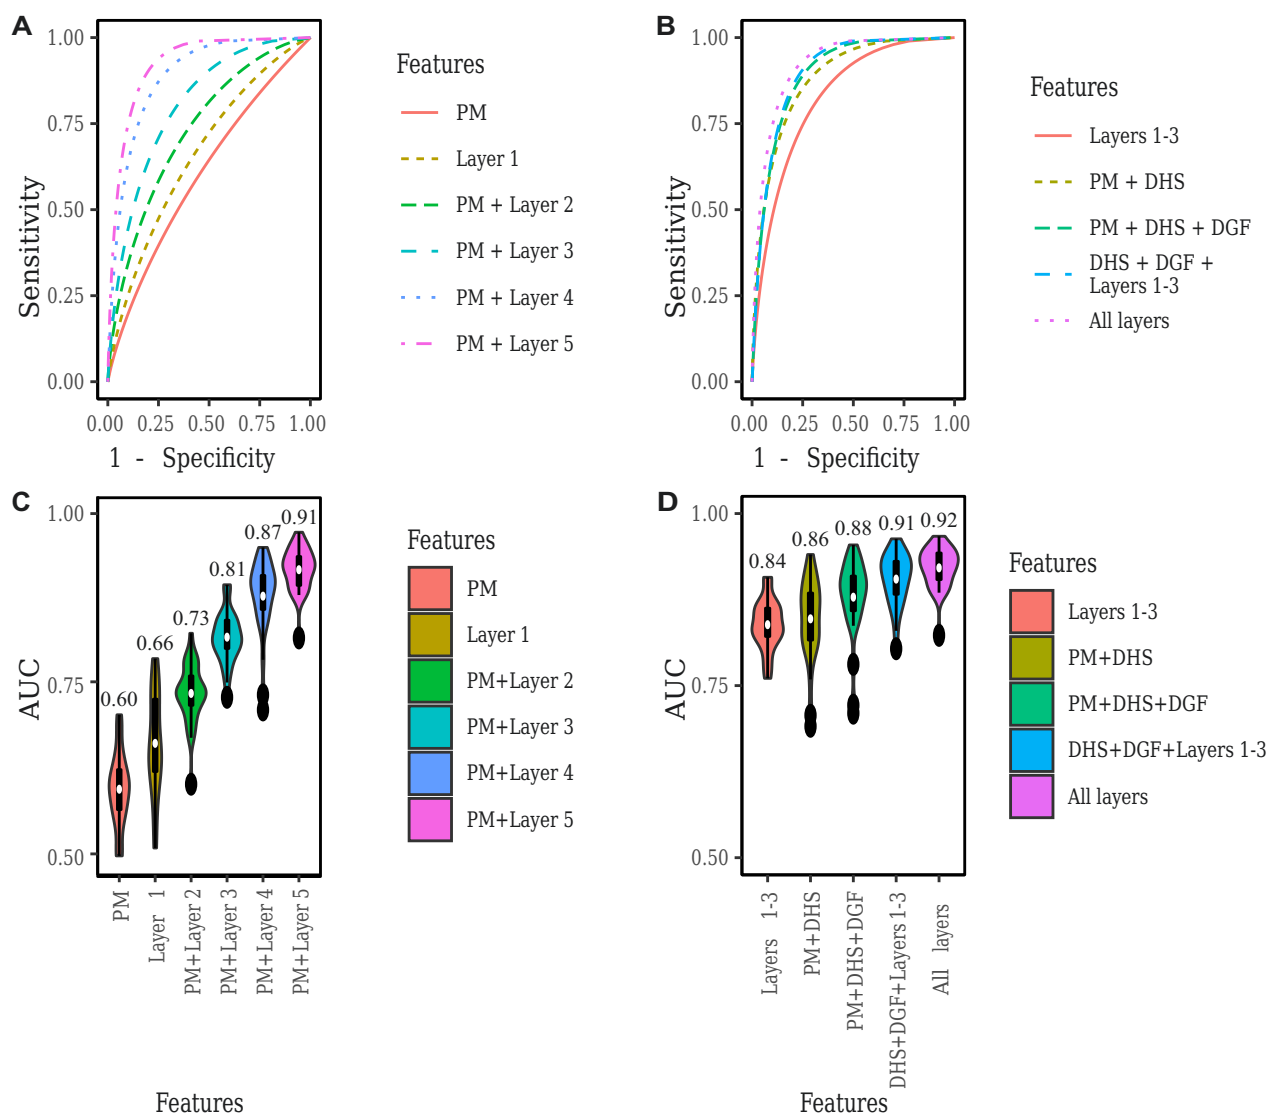 A
1.00
0.75
0.50
0.25
0.00
Sensitivity
0.00 0.25 0.50 0.75 1.00
1 - Specificity
Features
PM
Layer 1
PM + Layer 2
PM + Layer 3
PM + Layer 4
PM + Layer 5
B
1.00
0.75
0.50
0.25
0.00
Sensitivity
0.00 0.25 0.50 0.75 1.00
1 - Specificity
Features
Layers 1-3
PM + DHS
PM + DHS + DGF
DHS + DGF +
Layers 1-3
All layers
C
1.00
0.75
0.50
AUC
0.60
0.66
0.73
0.81
0.87
0.91
PM
Layer 1
PM+Layer 2
PM+Layer 3
PM+Layer 4
PM+Layer 5
Features
Features
PM
Layer 1
PM+Layer 2
PM+Layer 3
PM+Layer 4
PM+Layer 5
D
1.00
0.75
0.50
AUC
0.84
0.86
0.88
0.91
0.92
Layers 1-3
PM+DHS
PM+DHS+DGF
DHS+DGF+Layers 1-3
All layers
Features
Features
Layers 1-3
PM+DHS
PM+DHS+DGF
DHS+DGF+Layers 1-3
All layers